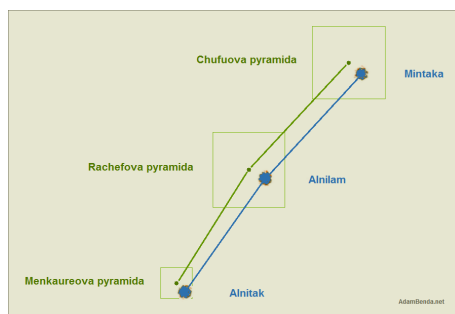 Chufuova pyramida
Mintaka
Rachefova pyramida
Alnilam
Menkaureova pyramida
Alnitak
AdamBenda.net